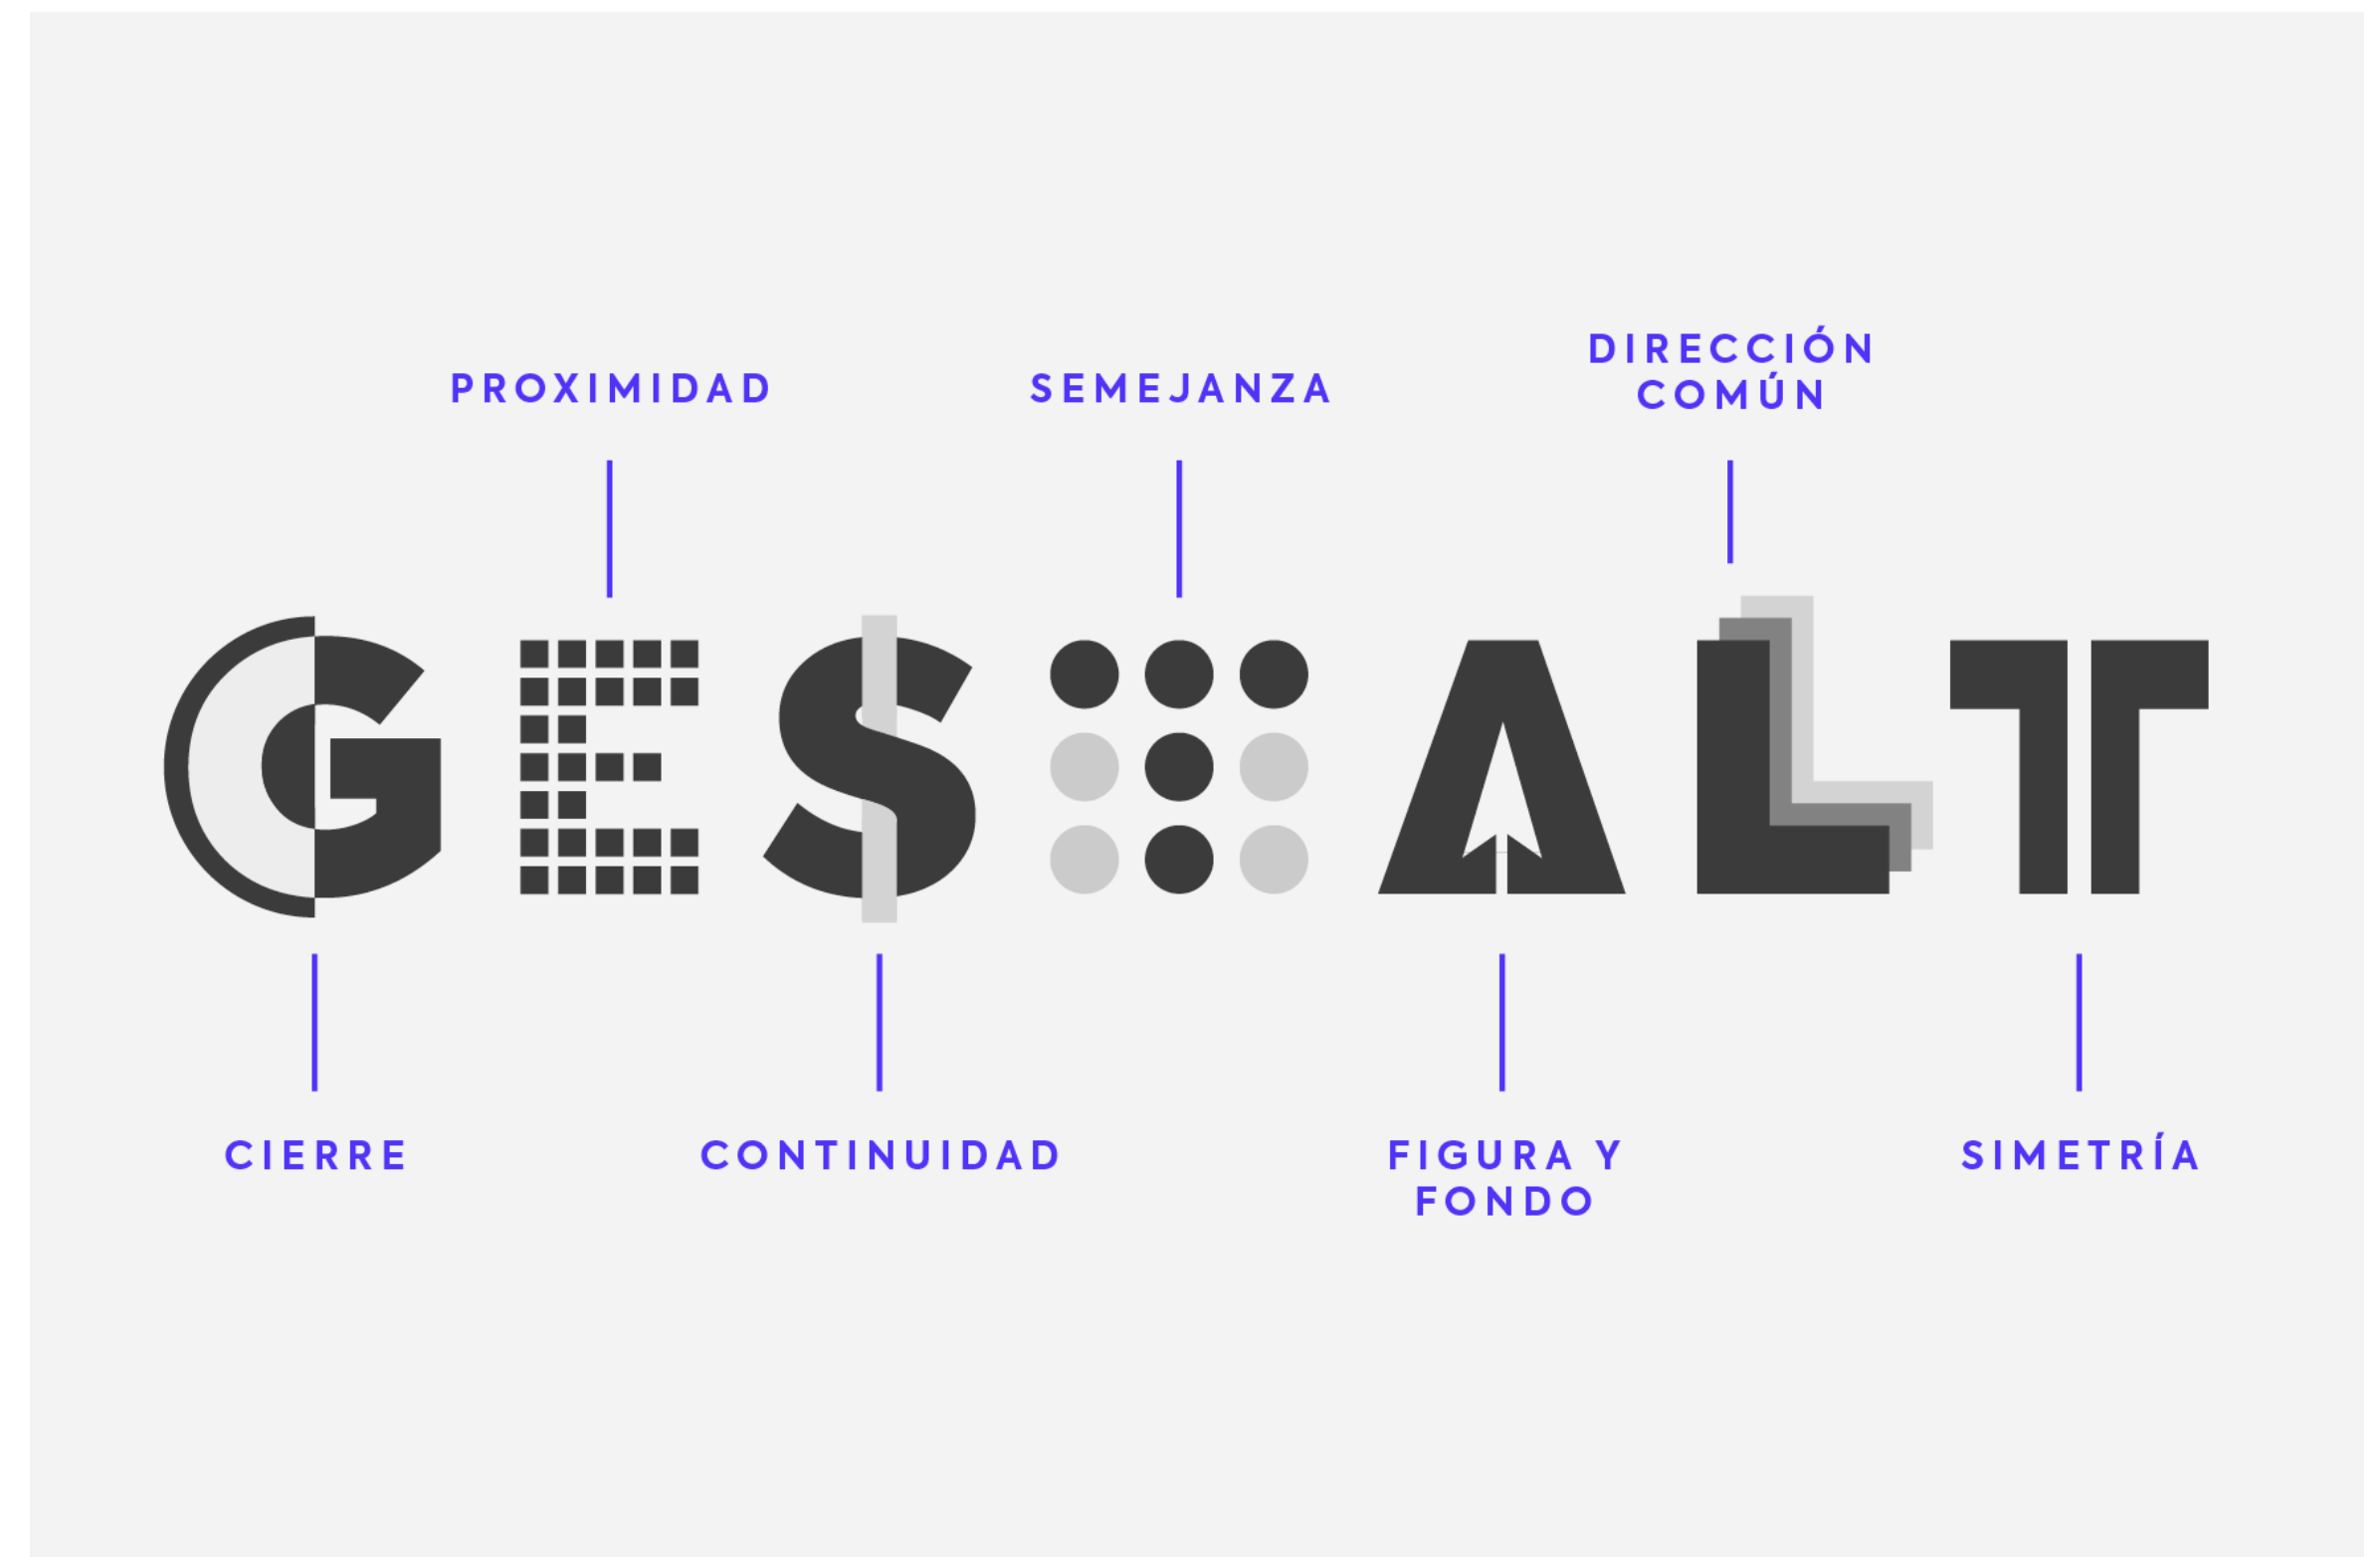 PROXIMIDAD
SEMEJANZA
DIRECCIÓN
COMÚN
GESTALT
CIERRE
CONTINUIDAD
FIGURA Y
FONDO
SIMETRÍA